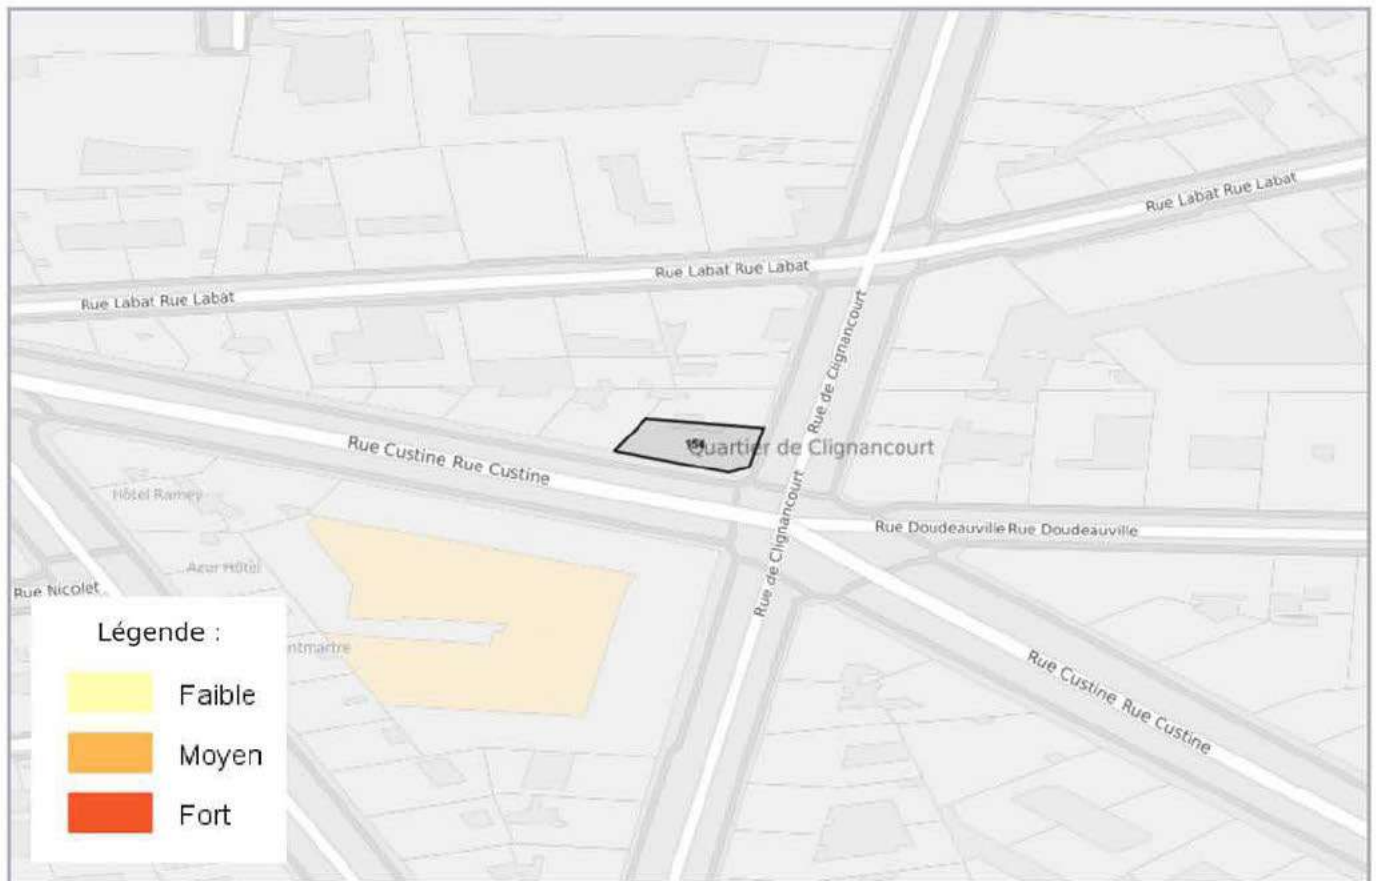 Rue Labat Rue Labat
Rue Labat Rue Labat
Rue Labat Rue Labat
Rue de Clignancourt
Rue Custine Rue Custine
Quartier de Clignancourt
Hôtel Ramey
Rue Doudeauville Rue Doudeauville
Rue de Clignancourt
Azur Hôtel
Rue Nicolet
ntmartre
Rue Custine Rue Custine
Légende :
Faible
Moyen
Fort